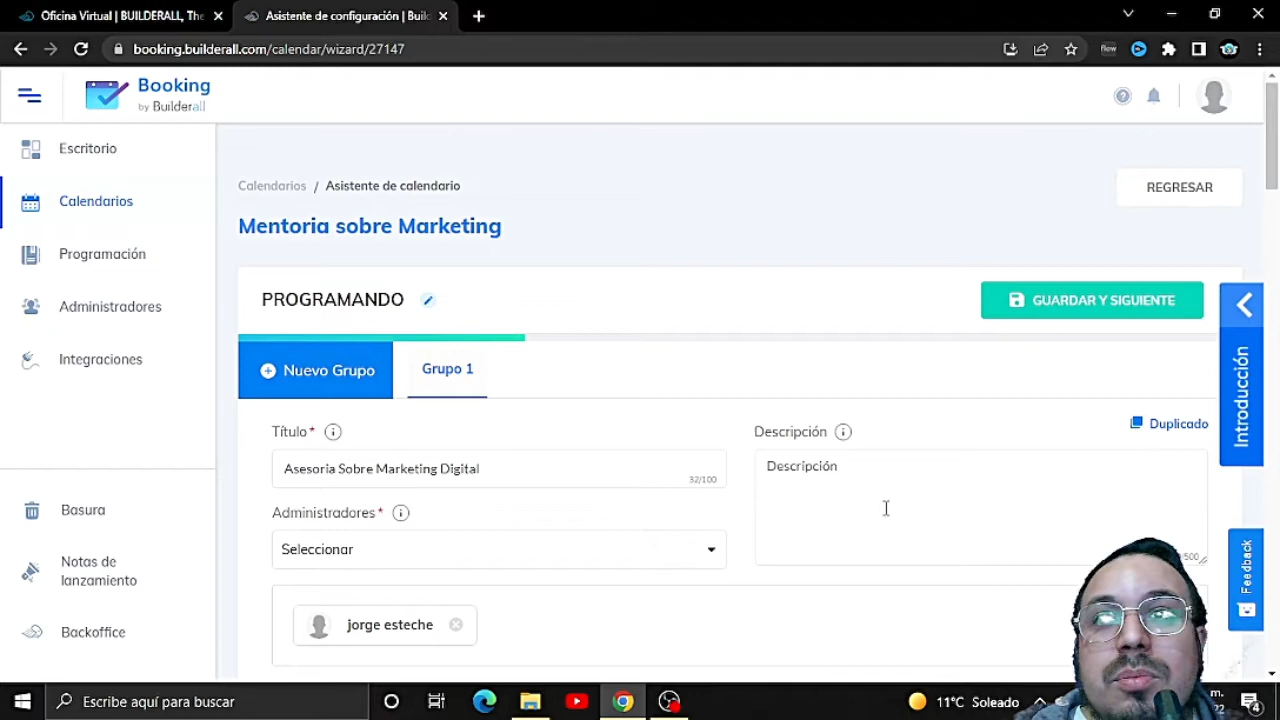 Oficina Virtual | BUILDERALL, The
Asistente de configuración | Buil
booking.builderall.com/calendar/wizard/27147
flow
Booking
by Builderall
Escritorio
Calendarios
Programación
Administradores
Integraciones
Basura
Notas de
lanzamiento
Backoffice
Calendarios / Asistente de calendario
REGRESAR
Mentoria sobre Marketing
PROGRAMANDO
GUARDAR Y SIGUIENTE
Nuevo Grupo
Grupo 1
Duplicado
Título*
Asesoria Sobre Marketing Digital
32/100
Descripción
Descripción
Administradores*
Seleccionar
jorge esteche
Introducción
Feedback
Escribe aquí para buscar
11°C Soleado
4